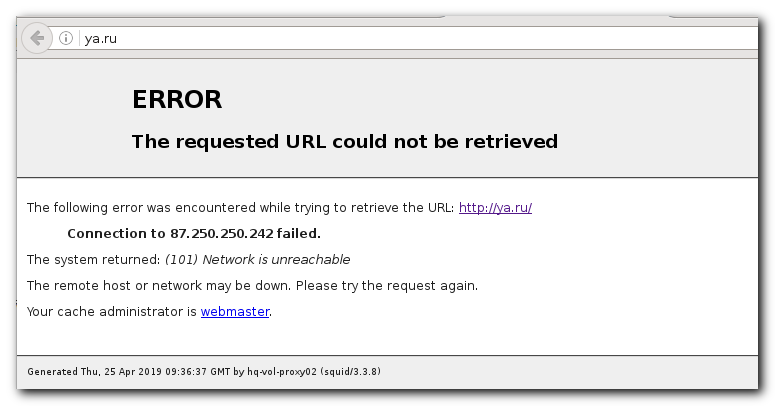 ya.ru
ERROR
The requested URL could not be retrieved
The following error was encountered while trying to retrieve the URL: http://ya.ru/
Connection to 87.250.250.242 failed.
The system returned: (101) Network is unreachable
The remote host or network may be down. Please try the request again.
Your cache administrator is webmaster.
Generated Thu, 25 Apr 2019 09:36:37 GMT by hq-vol-proxy02 (squid/3.3.8)